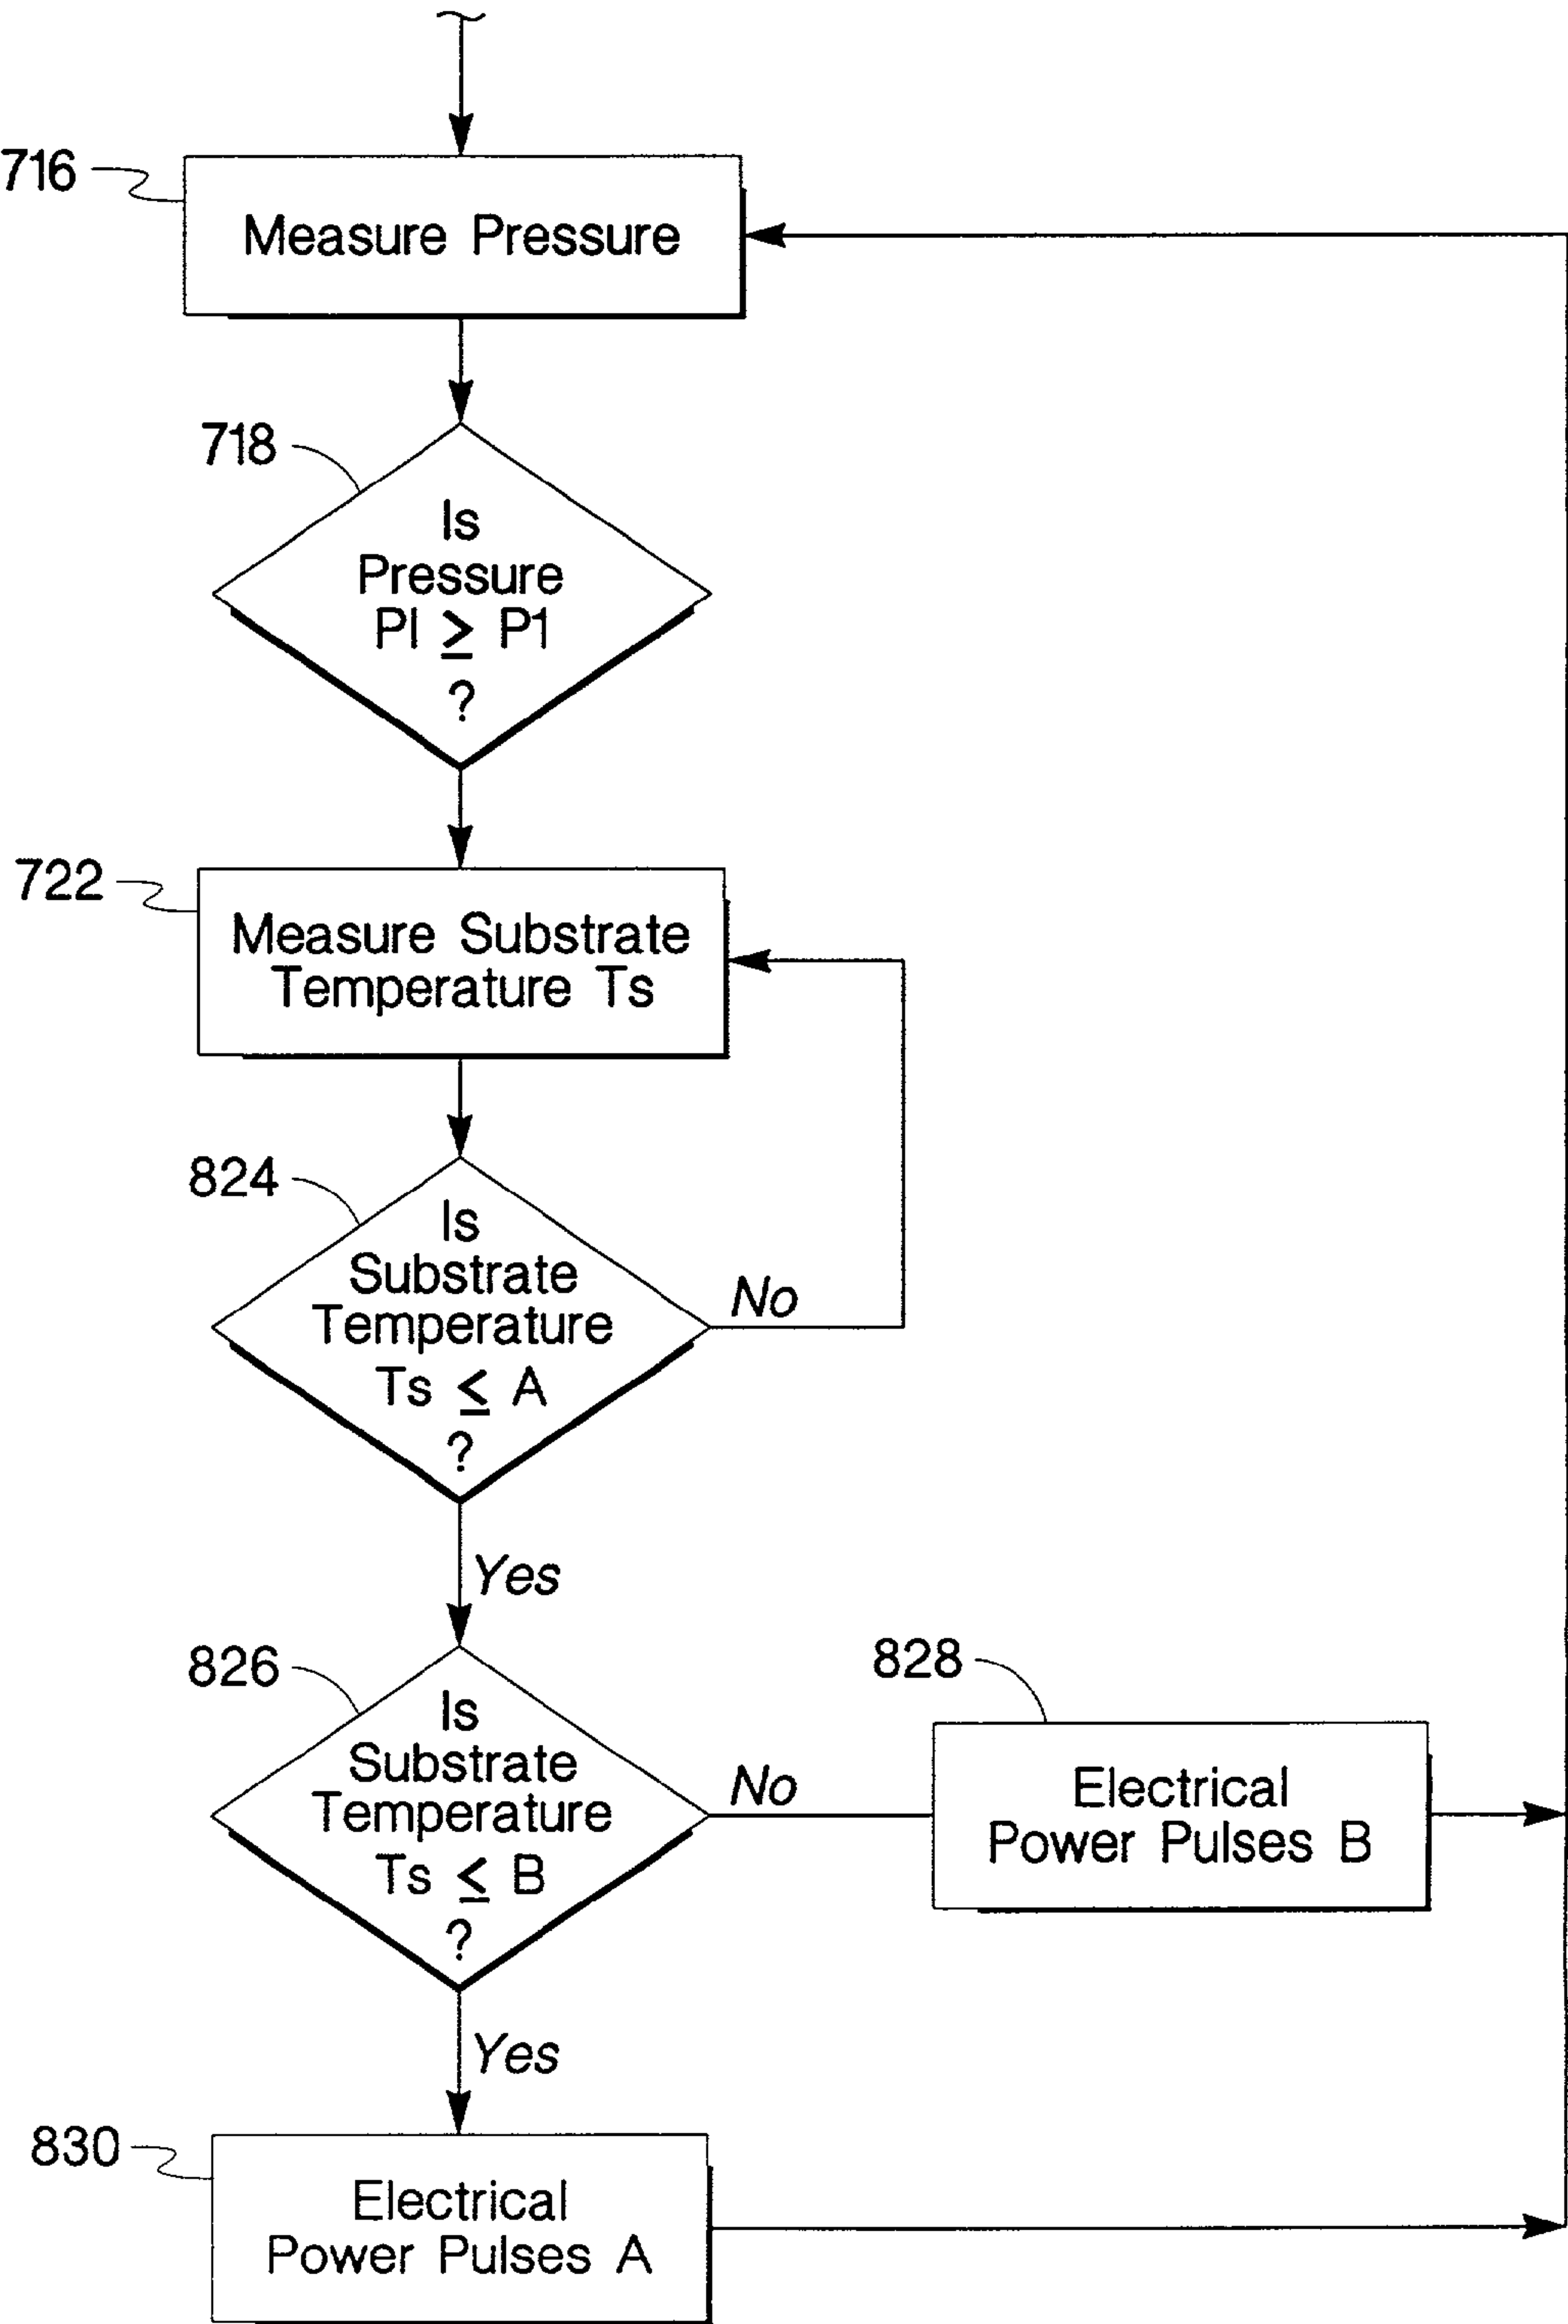 716
Measure Pressure
718
Is
Pressure
PI ≥ P1
?
722
Measure Substrate
Temperature Ts
824
Is
Substrate
Temperature
Ts ≤ A
?
No
Yes
826
Is
Substrate
Temperature
Ts ≤ B
?
No
828
Electrical
Power Pulses B
Yes
830
Electrical
Power Pulses A